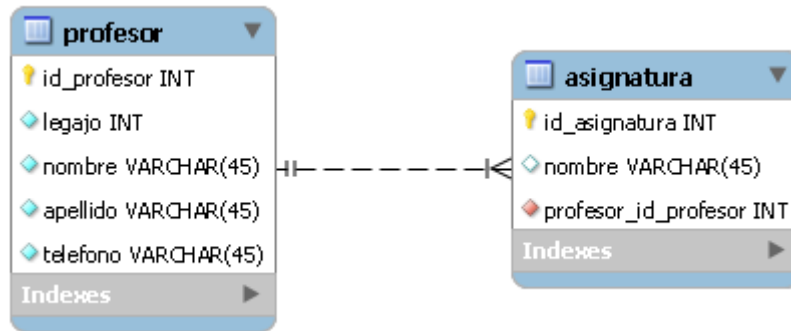 profesor
id_profesor INT
legajo INT
nombre VARCHAR(45)
apellido VARCHAR(45)
telefono VARCHAR(45)
Indexes
asignatura
id_asignatura INT
nombre VARCHAR(45)
profesor_id_profesor INT
Indexes